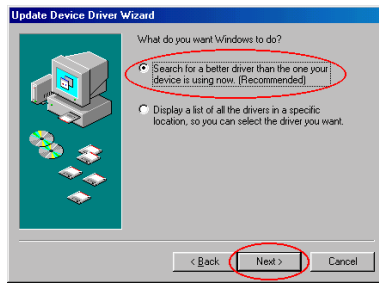 Update Device Driver Wizard
What do you want Windows to do?
Search for a better driver than the one your
device is using now. (Recommended)
Display a list of all the drivers in a specific
location, so you can select the driver you want.
< Back
Next >
Cancel